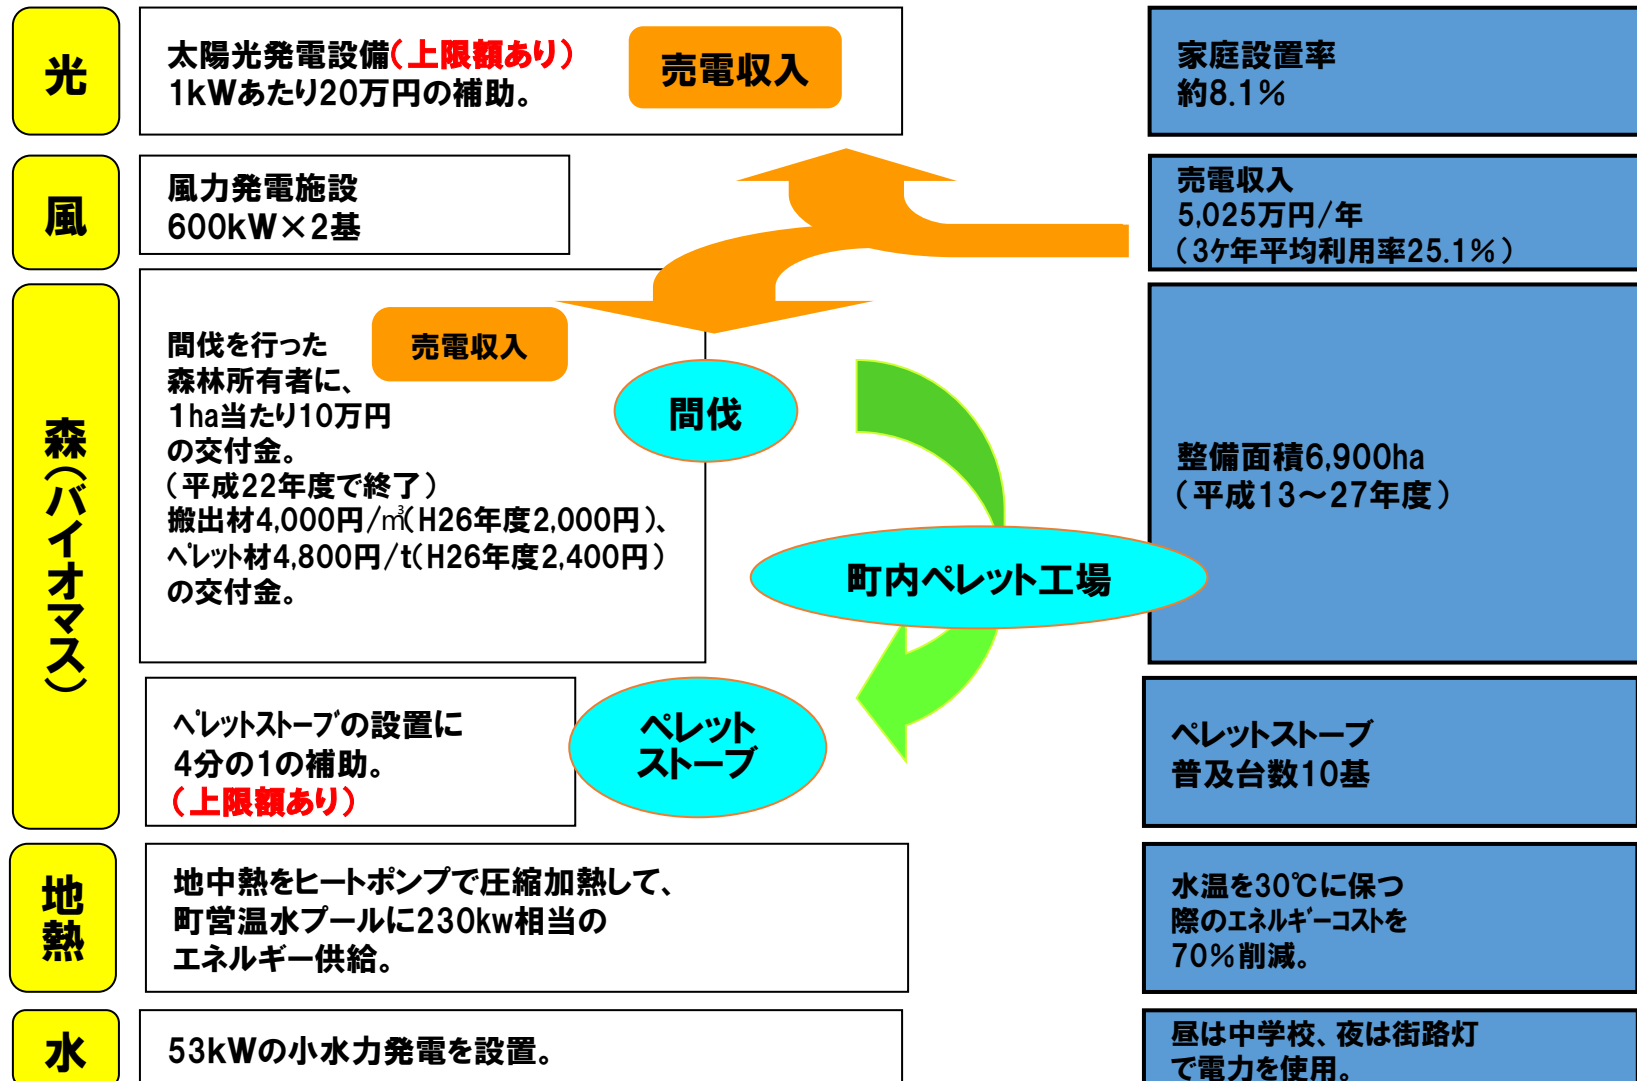 光
太陽光発電設備(上限額あり)
1kWあたり20万円の補助。
売電収入
家庭設置率
約8.1%
風
風力発電施設
600kW×2基
売電収入
5,025万円/年
(3ヶ年平均利用率25.1%)
森(バイオマス)
間伐を行った
森林所有者に、
1ha当たり10万円
の交付金。
(平成22年度で終了)
搬出材4,000円/㎥(H26年度2,000円)、
ペレット材4,800円/t(H26年度2,400円)
の交付金。
売電収入
間伐
町内ペレット工場
整備面積6,900ha
(平成13~27年度)
ペレットストーブの設置に
4分の1の補助。
(上限額あり)
ペレット
ストーブ
ペレットストーブ
普及台数10基
地熱
地中熱をヒートポンプで圧縮加熱して、
町営温水プールに230kw相当の
エネルギー供給。
水温を30℃に保つ
際のエネルギーコストを
70%削減。
水
53kWの小水力発電を設置。
昼は中学校、夜は街路灯
で電力を使用。